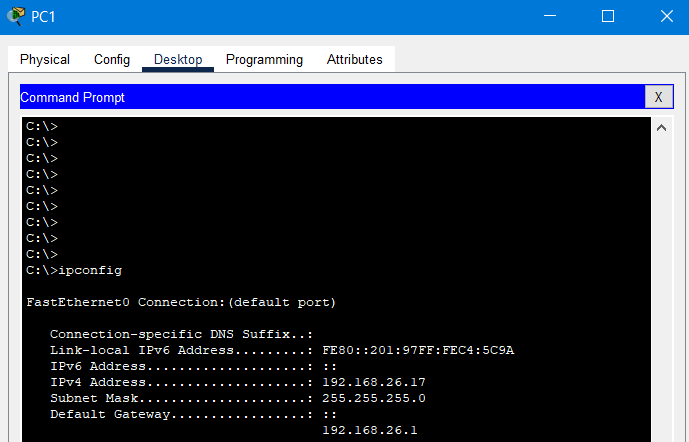 PC1
Physical Config Desktop Programming Attributes
Command Prompt X
C:\>
C:\>
C:\>
C:\>
C:\>
C:\>
C:\>
C:\>
C:\>
C:\>ipconfig
FastEthernet0 Connection:(default port)
Connection-specific DNS Suffix..:
Link-local IPv6 Address.........: FE80::201:97FF:FEC4:5C9A
IPv6 Address....................: ::
IPv4 Address....................: 192.168.26.17
Subnet Mask.....................: 255.255.255.0
Default Gateway.................: ::
192.168.26.1